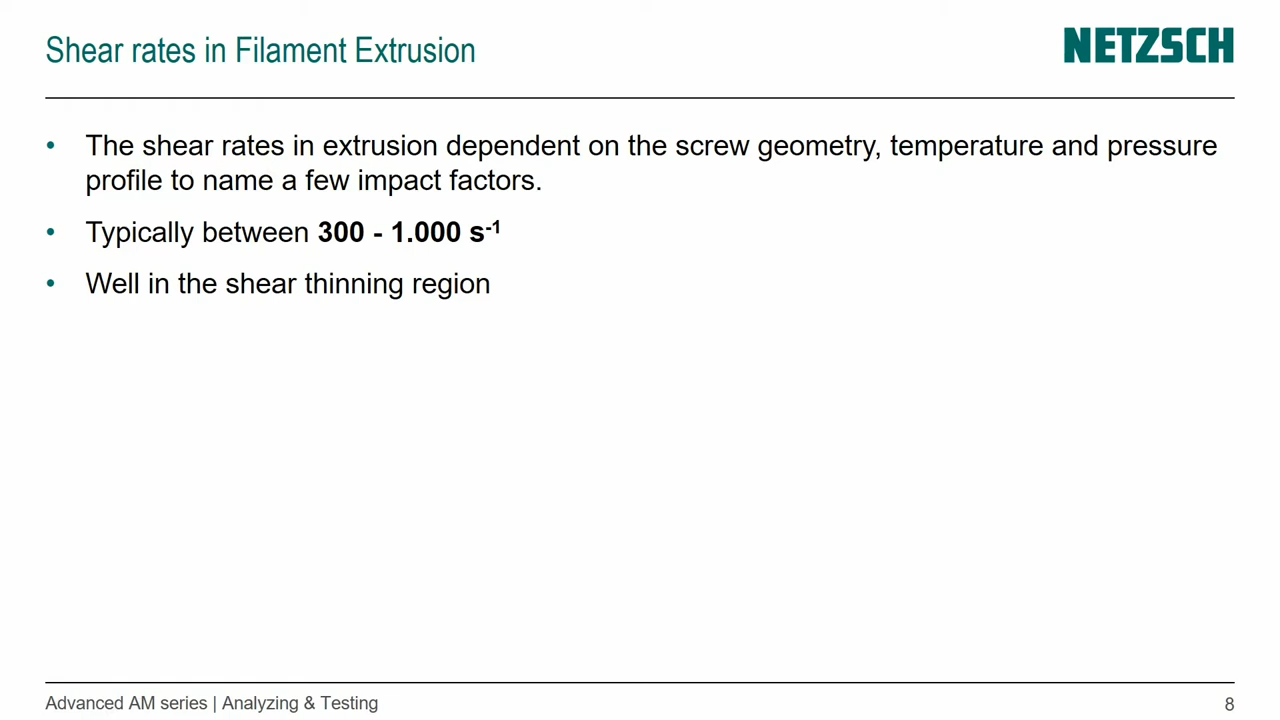 Shear rates in Filament Extrusion
NETZSCH
• The shear rates in extrusion dependent on the screw geometry, temperature and pressure
profile to name a few impact factors.
• Typically between 300 - 1.000 s⁻¹
• Well in the shear thinning region
Advanced AM series | Analyzing & Testing
8